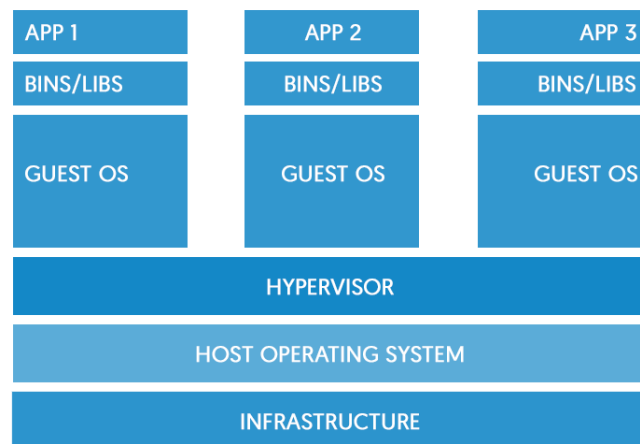 APP 1 APP 2 APP 3
BINS/LIBS BINS/LIBS BINS/LIBS
GUEST OS GUEST OS GUEST OS
HYPERVISOR
HOST OPERATING SYSTEM
INFRASTRUCTURE